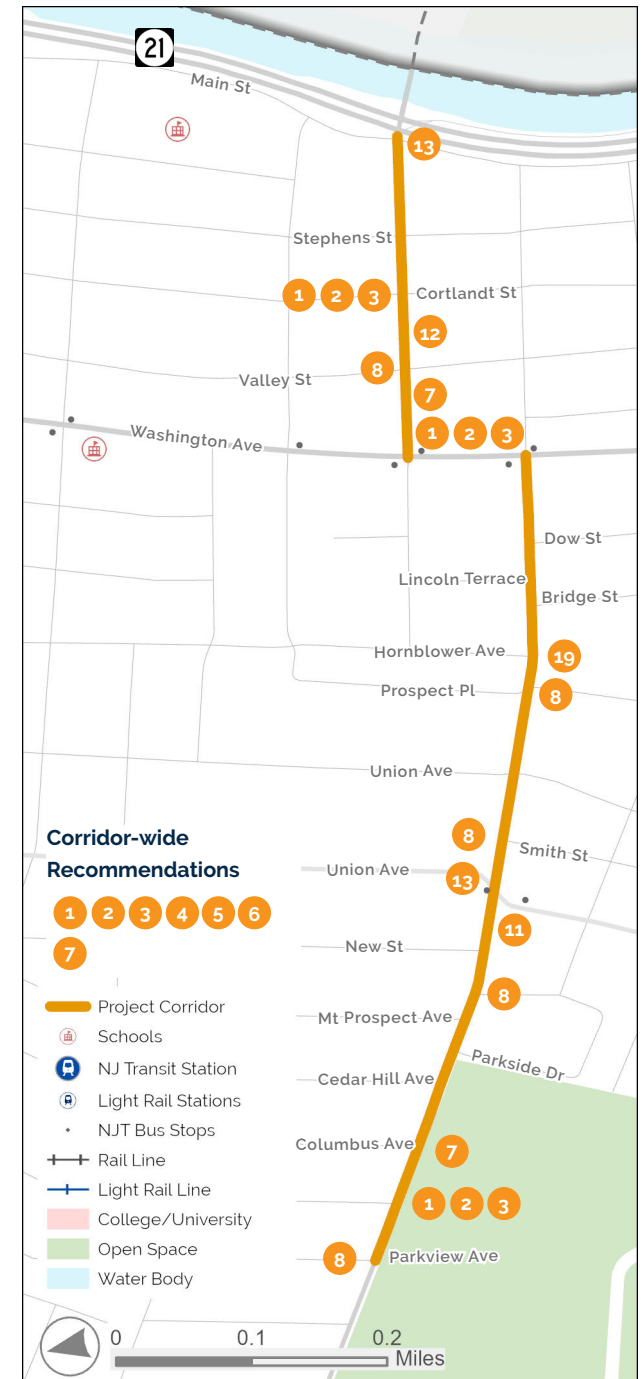 21
Main St
13
Stephens St
1 2 3
Cortlandt St
12
8
Valley St
7
Washington Ave
1 2 3
Dow St
Lincoln Terrace
Bridge St
Hornblower Ave
19
Prospect Pl
8
Union Ave
8
Smith St
Union Ave
13
11
New St
8
Mt Prospect Ave
Parkside Dr
Cedar Hill Ave
Columbus Ave
7
1 2 3
8
Parkview Ave
Corridor-wide
Recommendations
1 2 3 4 5 6
7
Project Corridor
Schools
NJ Transit Station
Light Rail Stations
NJT Bus Stops
Rail Line
Light Rail Line
College/University
Open Space
Water Body
0 0.1 0.2
Miles